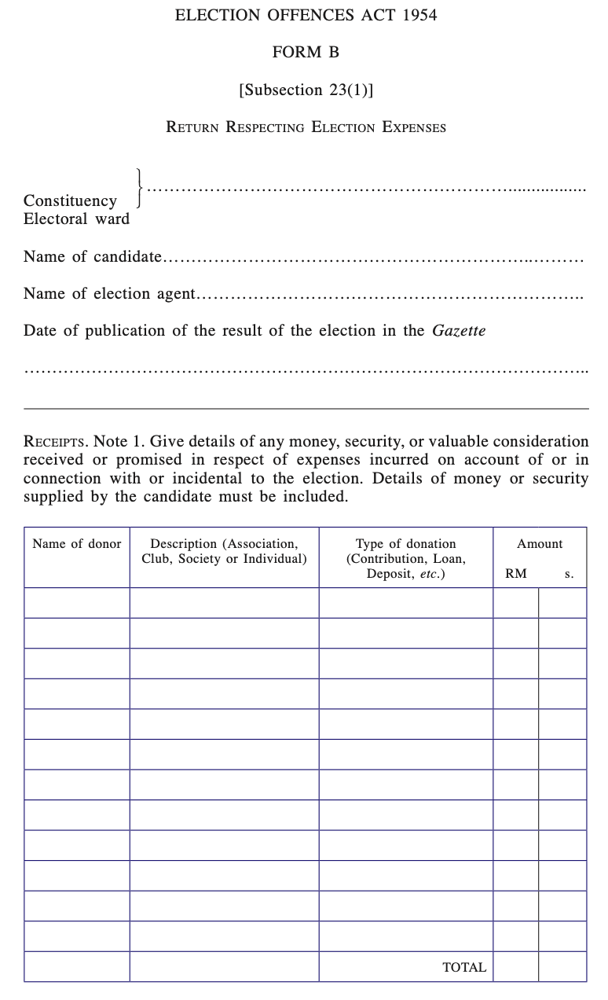 ELECTION OFFENCES ACT 1954
FORM B
[Subsection 23(1)]
RETURN RESPECTING ELECTION EXPENSES
Constituency
Electoral ward } ..............................................................................
Name of candidate..............................................................................
Name of election agent..............................................................................
Date of publication of the result of the election in the Gazette
..............................................................................
RECEIPTS. Note 1. Give details of any money, security, or valuable consideration
received or promised in respect of expenses incurred on account of or in
connection with or incidental to the election. Details of money or security
supplied by the candidate must be included.
Name of donor
Description (Association,
Club, Society or Individual)
Type of donation
(Contribution, Loan,
Deposit, etc.)
Amount
RM s.
TOTAL